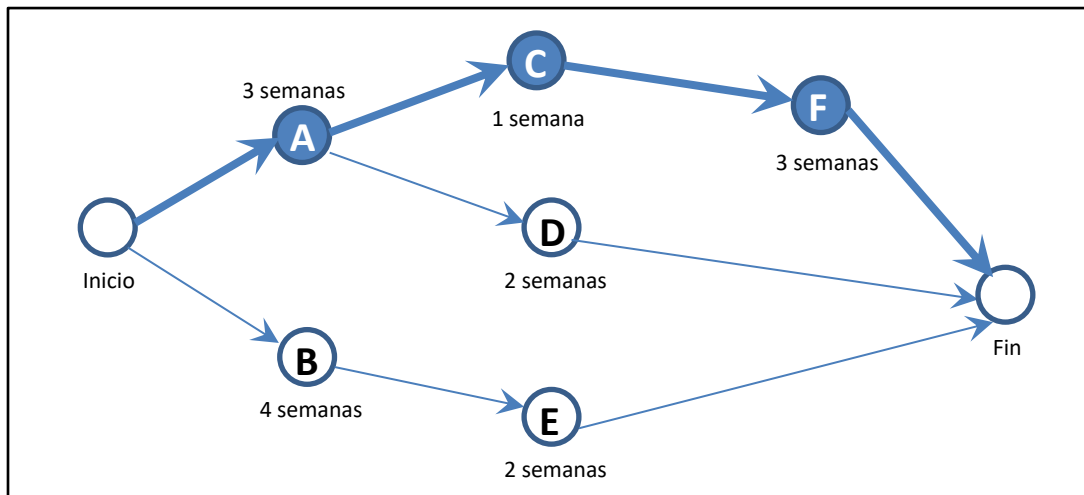 C
3 semanas
1 semana
A
F
3 semanas
D
Inicio
2 semanas
Fin
B
4 semanas
E
2 semanas